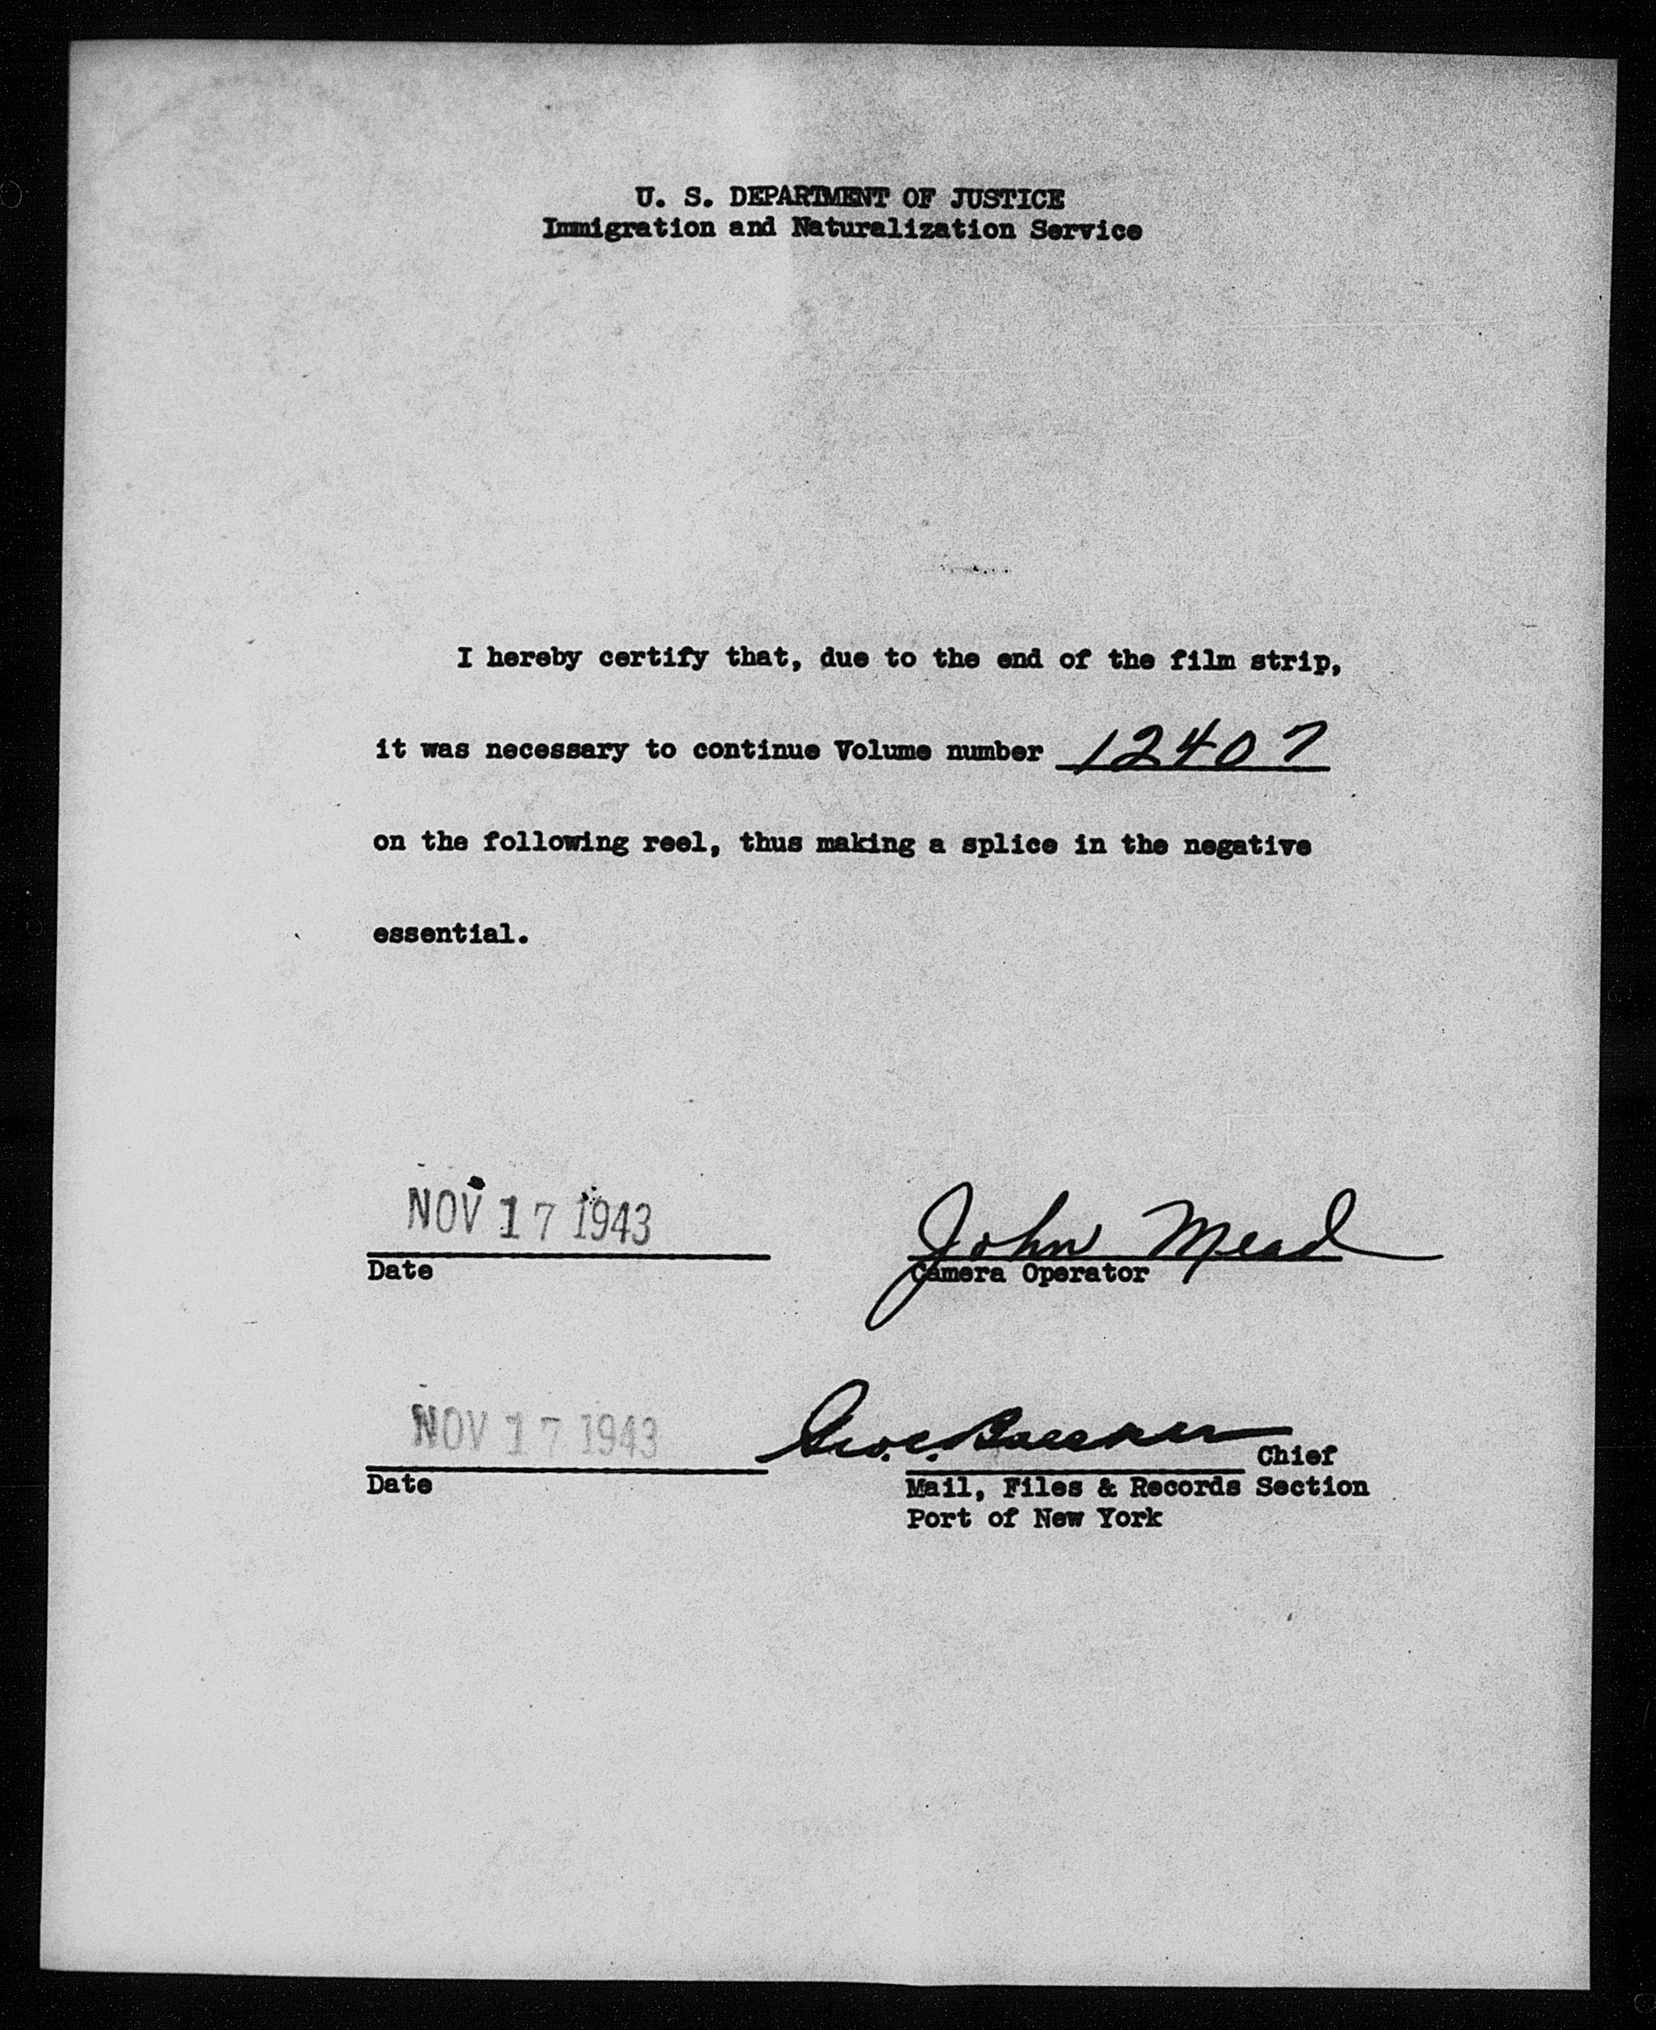 U. S. DEPARTMENT OF JUSTICE
Immigration and Naturalization Service
I hereby certify that, due to the end of the film strip,
it was necessary to continue Volume number 12407
on the following reel, thus making a splice in the negative
essential.
NOV 17 1943 John Mead
Date Camera Operator
NOV 17 1943 Chief
Date Mail, Files & Records Section
Port of New York